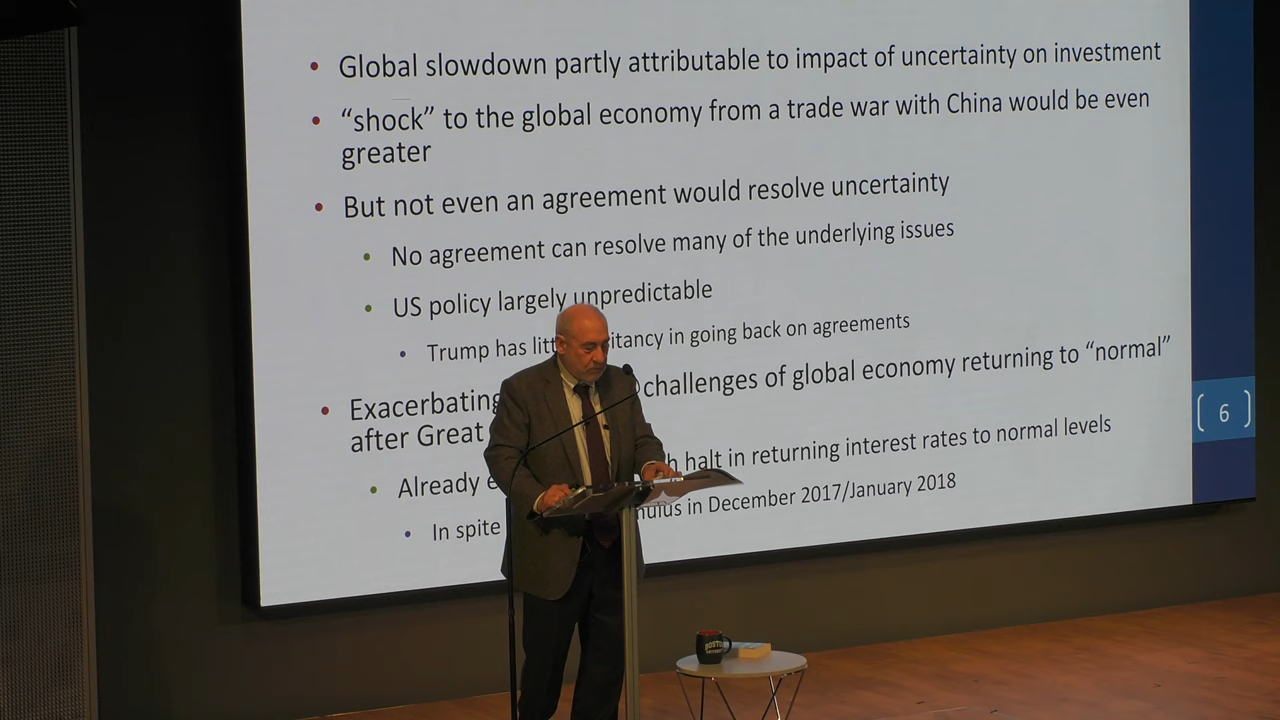 Global slowdown partly attributable to impact of uncertainty on investment
“shock” to the global economy from a trade war with China would be even
greater
But not even an agreement would resolve uncertainty
No agreement can resolve many of the underlying issues
US policy largely unpredictable
Trump has in going back on agreements
Exacerbating challenges of global economy returning to “normal”
after Great
Already halt in returning interest rates to normal levels
In spite in December 2017/January 2018
[ 6 ]
BOSTON